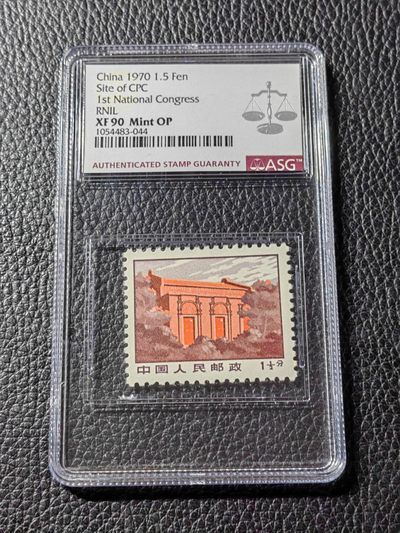 China 1970 1.5 Fen
Site of CPC
1st National Congress
RNIL
XF 90 Mint OP
1054483-044
AUTHENTICATED STAMP GUARANTY ASG™
中国人民邮政 1½分